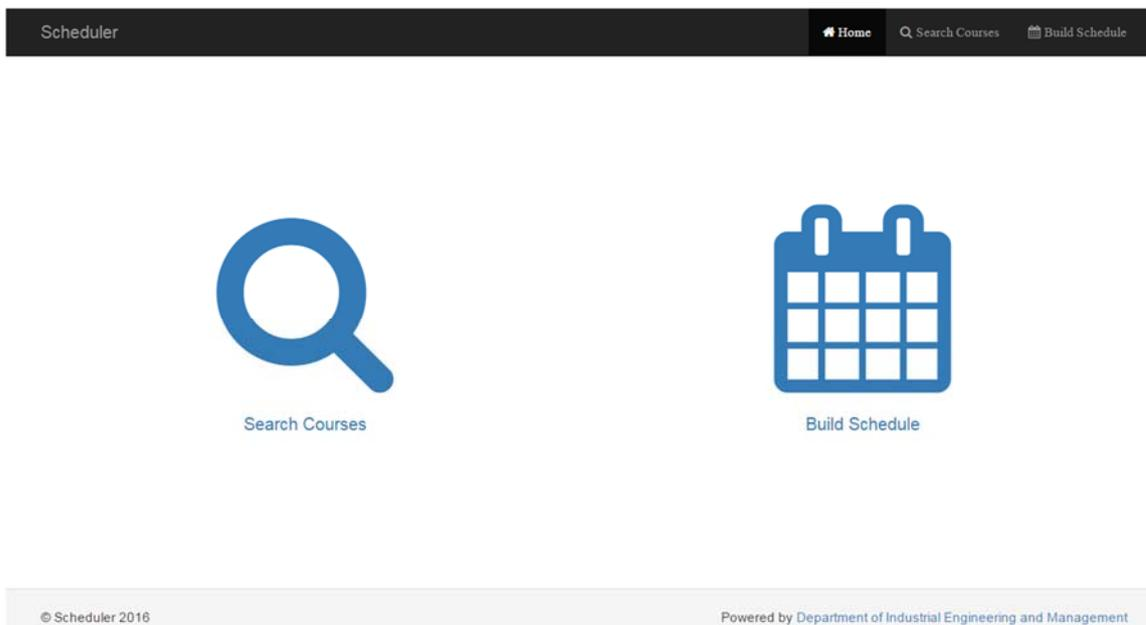 Scheduler Home Search Courses Build Schedule
Search Courses Build Schedule
© Scheduler 2016 Powered by Department of Industrial Engineering and Management